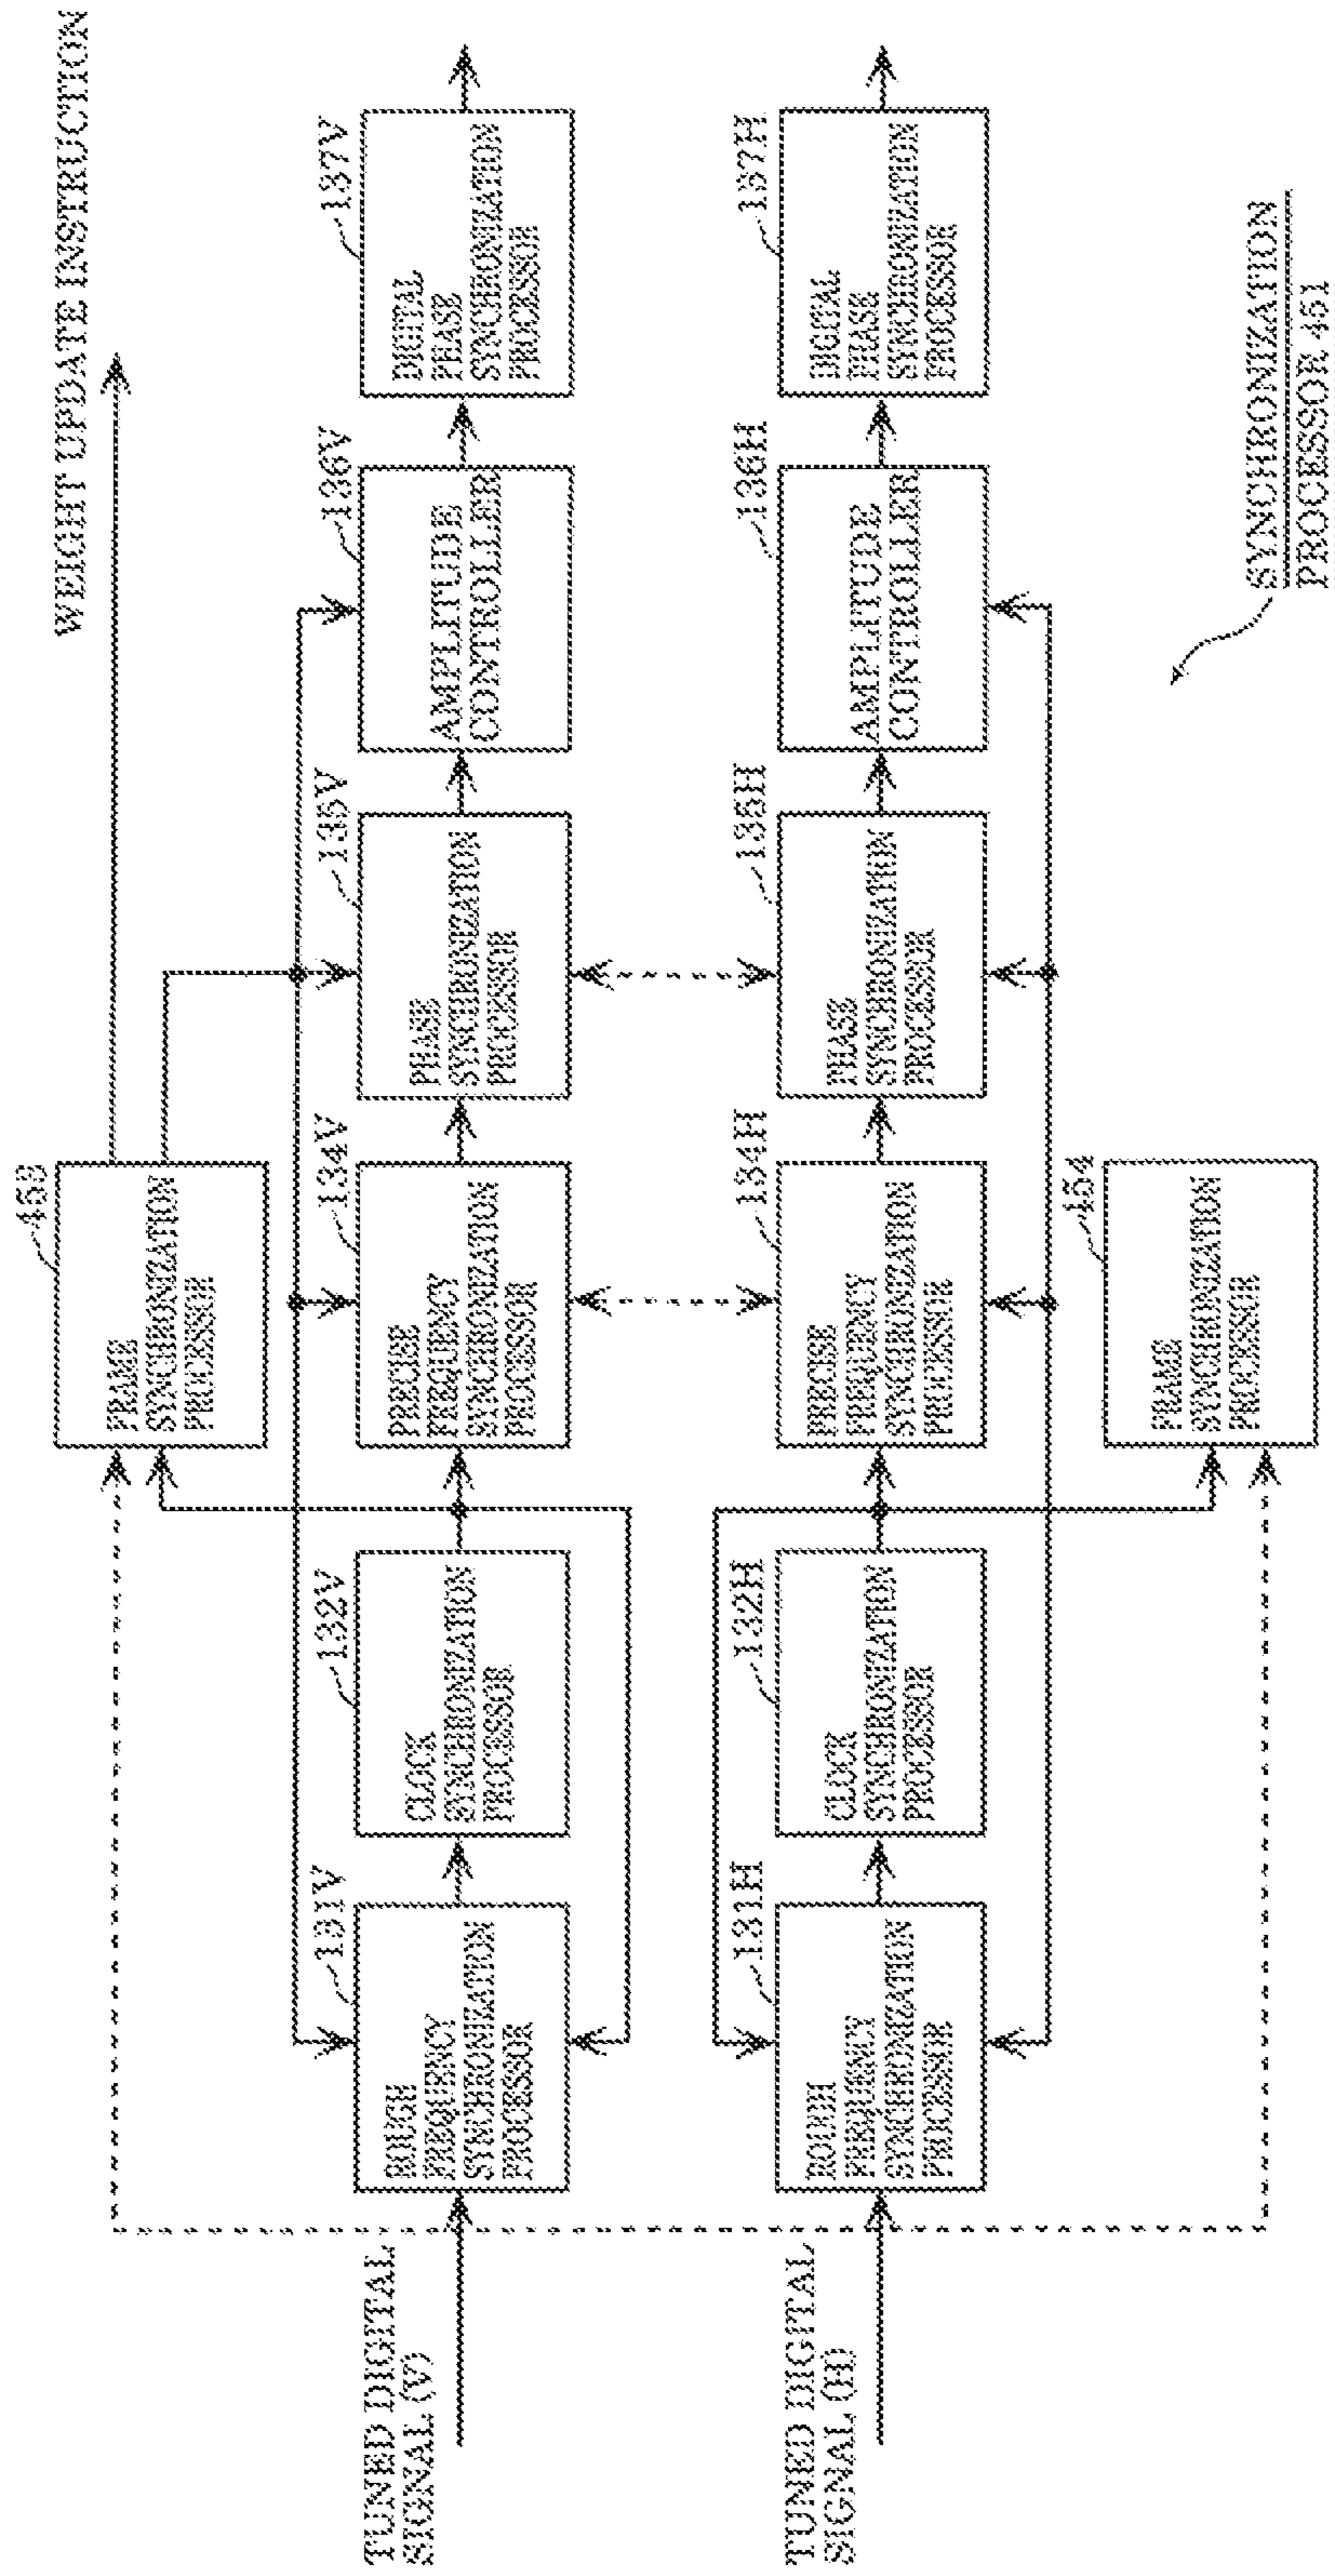 WEIGHT UPDATE INSTRUCTION
453
FRAME
SYNCHRONIZATION
PROCESSOR
TUNED DIGITAL
SIGNAL (V)
131V
ROUGH
FREQUENCY
SYNCHRONIZATION
PROCESSOR
132V
CLOCK
SYNCHRONIZATION
PROCESSOR
134V
PRECISE
FREQUENCY
SYNCHRONIZATION
PROCESSOR
135V
PHASE
SYNCHRONIZATION
PROCESSOR
136V
AMPLITUDE
CONTROLLER
137V
DIGITAL
PHASE
SYNCHRONIZATION
PROCESSOR
TUNED DIGITAL
SIGNAL (H)
131H
ROUGH
FREQUENCY
SYNCHRONIZATION
PROCESSOR
132H
CLOCK
SYNCHRONIZATION
PROCESSOR
134H
PRECISE
FREQUENCY
SYNCHRONIZATION
PROCESSOR
135H
PHASE
SYNCHRONIZATION
PROCESSOR
136H
AMPLITUDE
CONTROLLER
137H
DIGITAL
PHASE
SYNCHRONIZATION
PROCESSOR
454
FRAME
SYNCHRONIZATION
PROCESSOR
SYNCHRONIZATION
PROCESSOR 451